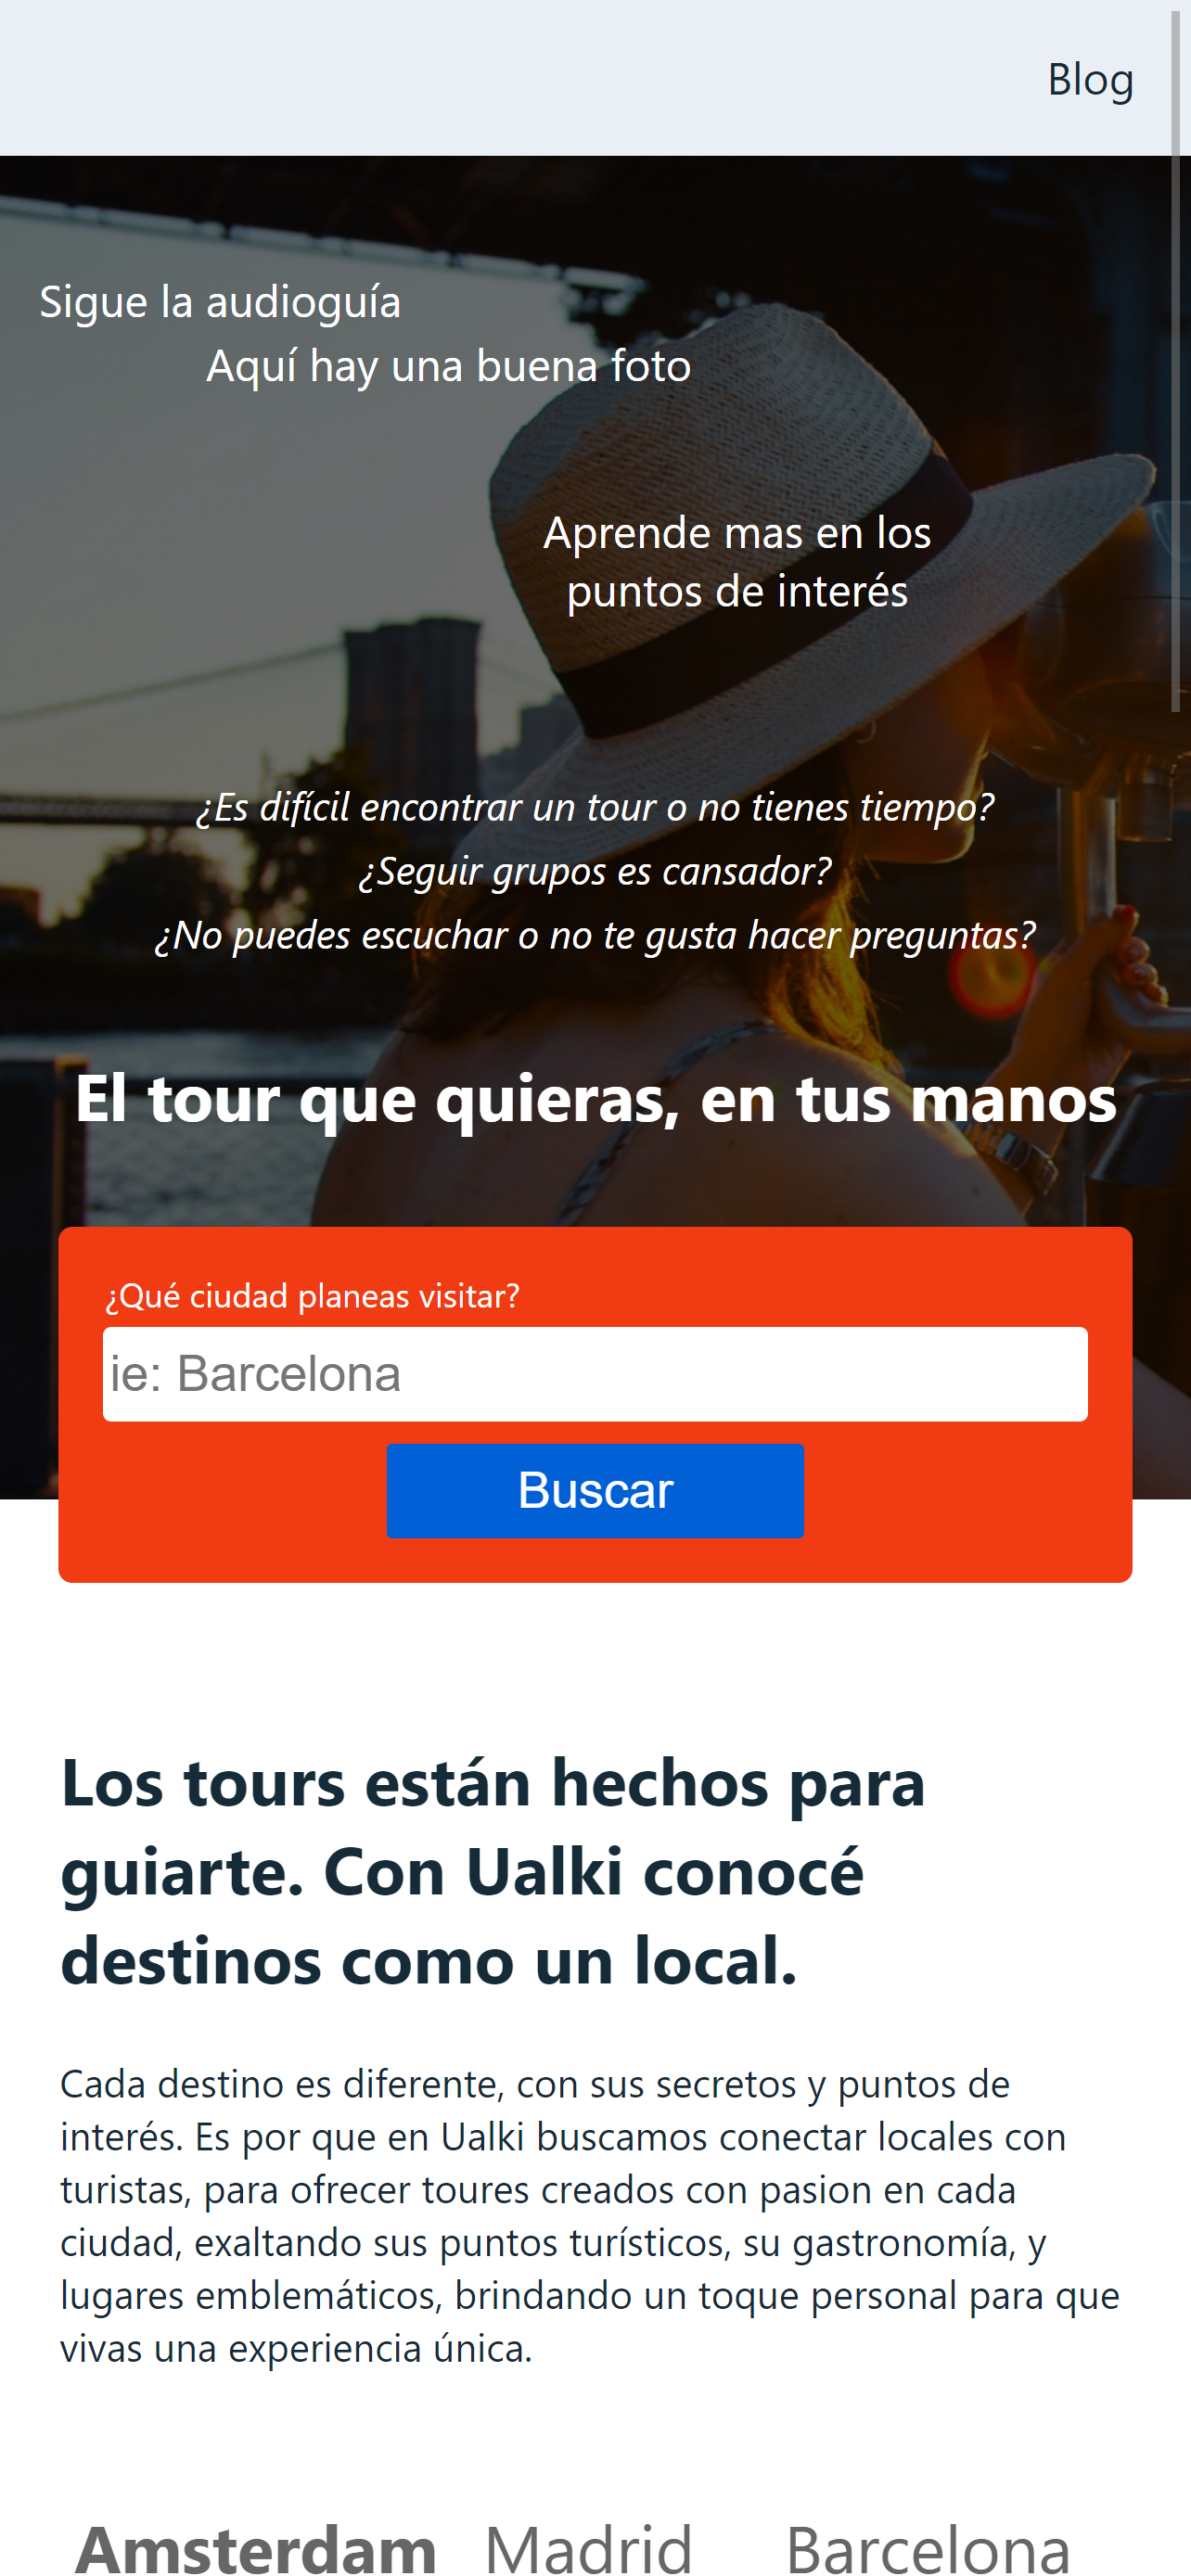 Blog
Sigue la audioguía
Aquí hay una buena foto
Aprende mas en los
puntos de interés
¿Es difícil encontrar un tour o no tienes tiempo?
¿Seguir grupos es cansador?
¿No puedes escuchar o no te gusta hacer preguntas?
El tour que quieras, en tus manos
¿Qué ciudad planeas visitar?
ie: Barcelona
Buscar
Los tours están hechos para
guiarte. Con Ualki conocé
destinos como un local.
Cada destino es diferente, con sus secretos y puntos de
interés. Es por que en Ualki buscamos conectar locales con
turistas, para ofrecer toures creados con pasion en cada
ciudad, exaltando sus puntos turísticos, su gastronomía, y
lugares emblemáticos, brindando un toque personal para que
vivas una experiencia única.
Amsterdam Madrid Barcelona